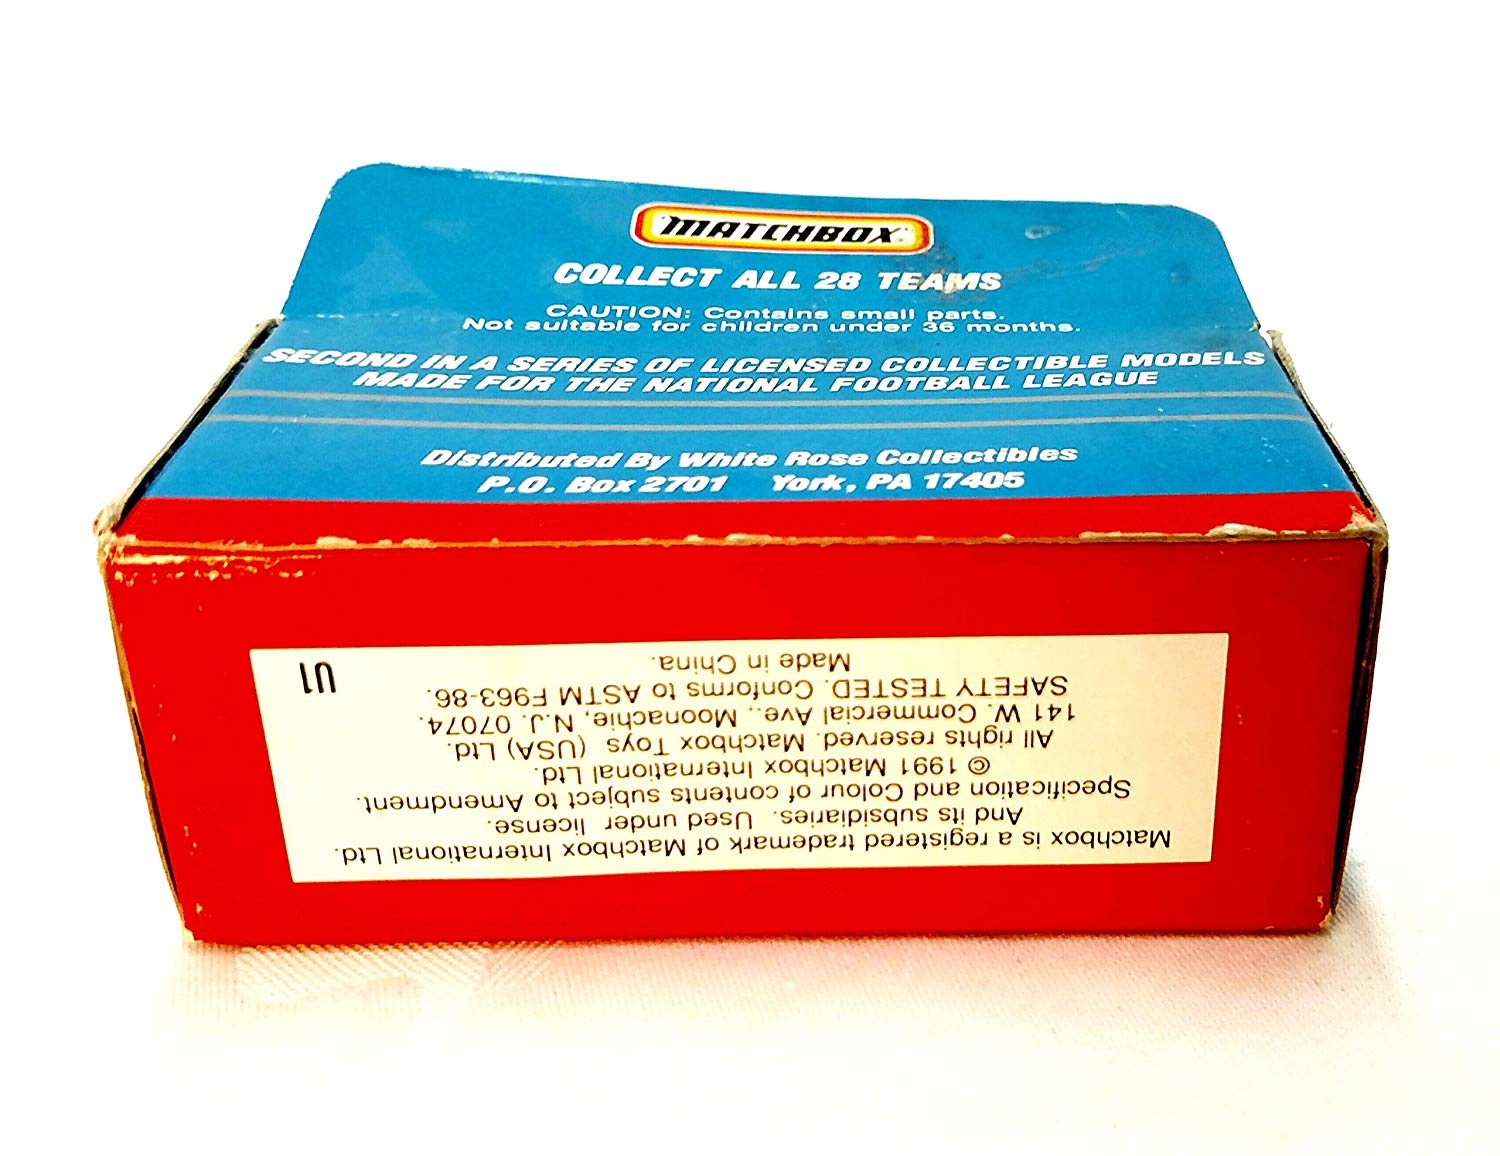 MATCHBOX
COLLECT ALL 28 TEAMS
CAUTION: Contains small parts.
Not suitable for children under 36 months.
SECOND IN A SERIES OF LICENSED COLLECTIBLE MODELS
MADE FOR THE NATIONAL FOOTBALL LEAGUE
Distributed By White Rose Collectibles
P.O. Box 2701 York, PA 17405
Matchbox is a registered trademark of Matchbox International Ltd.
And its subsidiaries. Used under license.
Specification and Colour of contents subject to Amendment.
© 1991 Matchbox International Ltd.
All rights reserved. Matchbox Toys (USA) Ltd.
141 W. Commercial Ave., Moonachie, N.J. 07074.
SAFETY TESTED. Conforms to ASTM F963-86.
Made in China.
U1